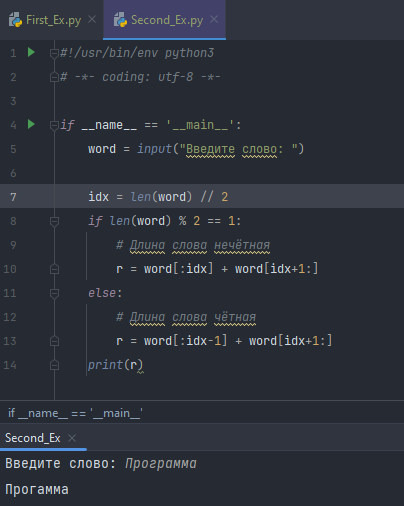 First_Ex.py Second_Ex.py
1 #!/usr/bin/env python3
2 # -*- coding: utf-8 -*-
3
4 if __name__ == '__main__':
5 word = input("Введите слово: ")
6
7 idx = len(word) // 2
8 if len(word) % 2 == 1:
9 # Длина слова нечётная
10 r = word[:idx] + word[idx+1:]
11 else:
12 # Длина слова чётная
13 r = word[:idx-1] + word[idx+1:]
14 print(r)
if __name__ == '__main__'
Second_Ex
Введите слово: Программа
Прогамма